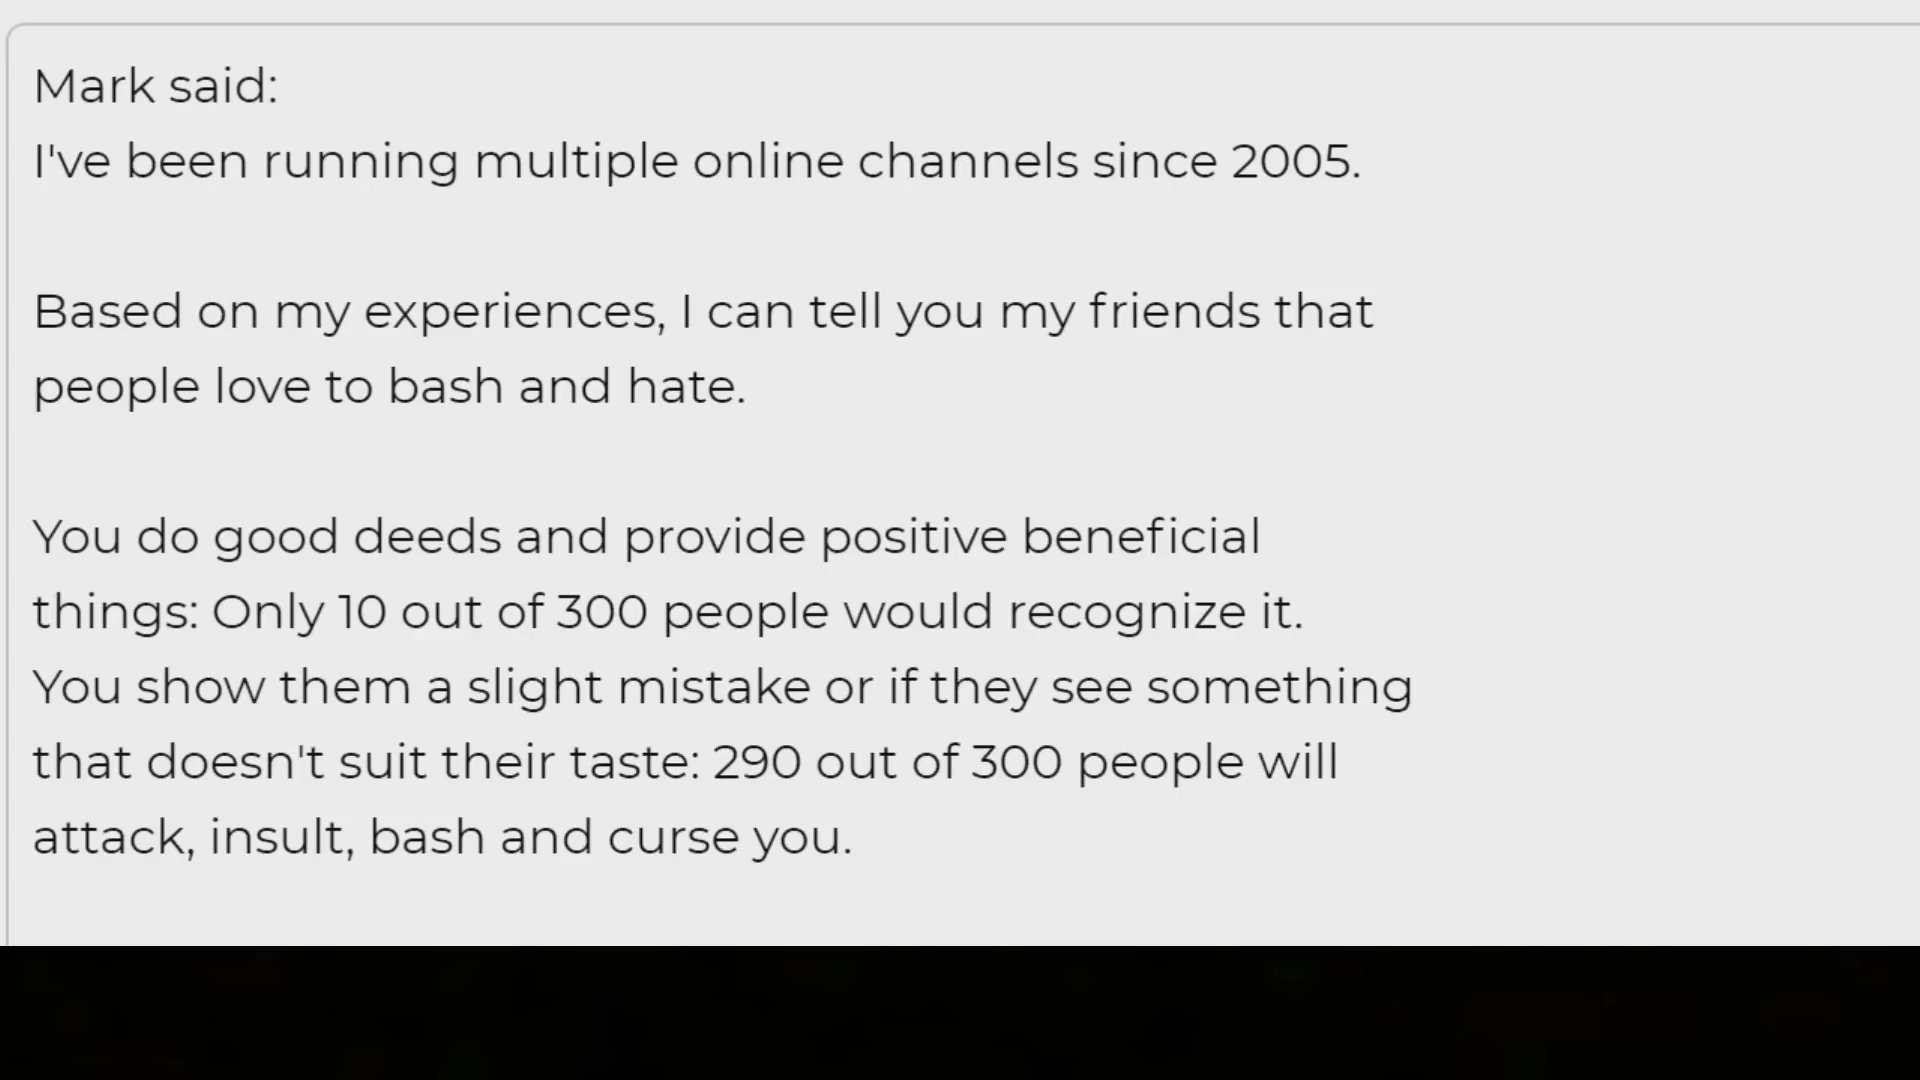 Mark said:
I've been running multiple online channels since 2005.
Based on my experiences, I can tell you my friends that
people love to bash and hate.
You do good deeds and provide positive beneficial
things: Only 10 out of 300 people would recognize it.
You show them a slight mistake or if they see something
that doesn't suit their taste: 290 out of 300 people will
attack, insult, bash and curse you.